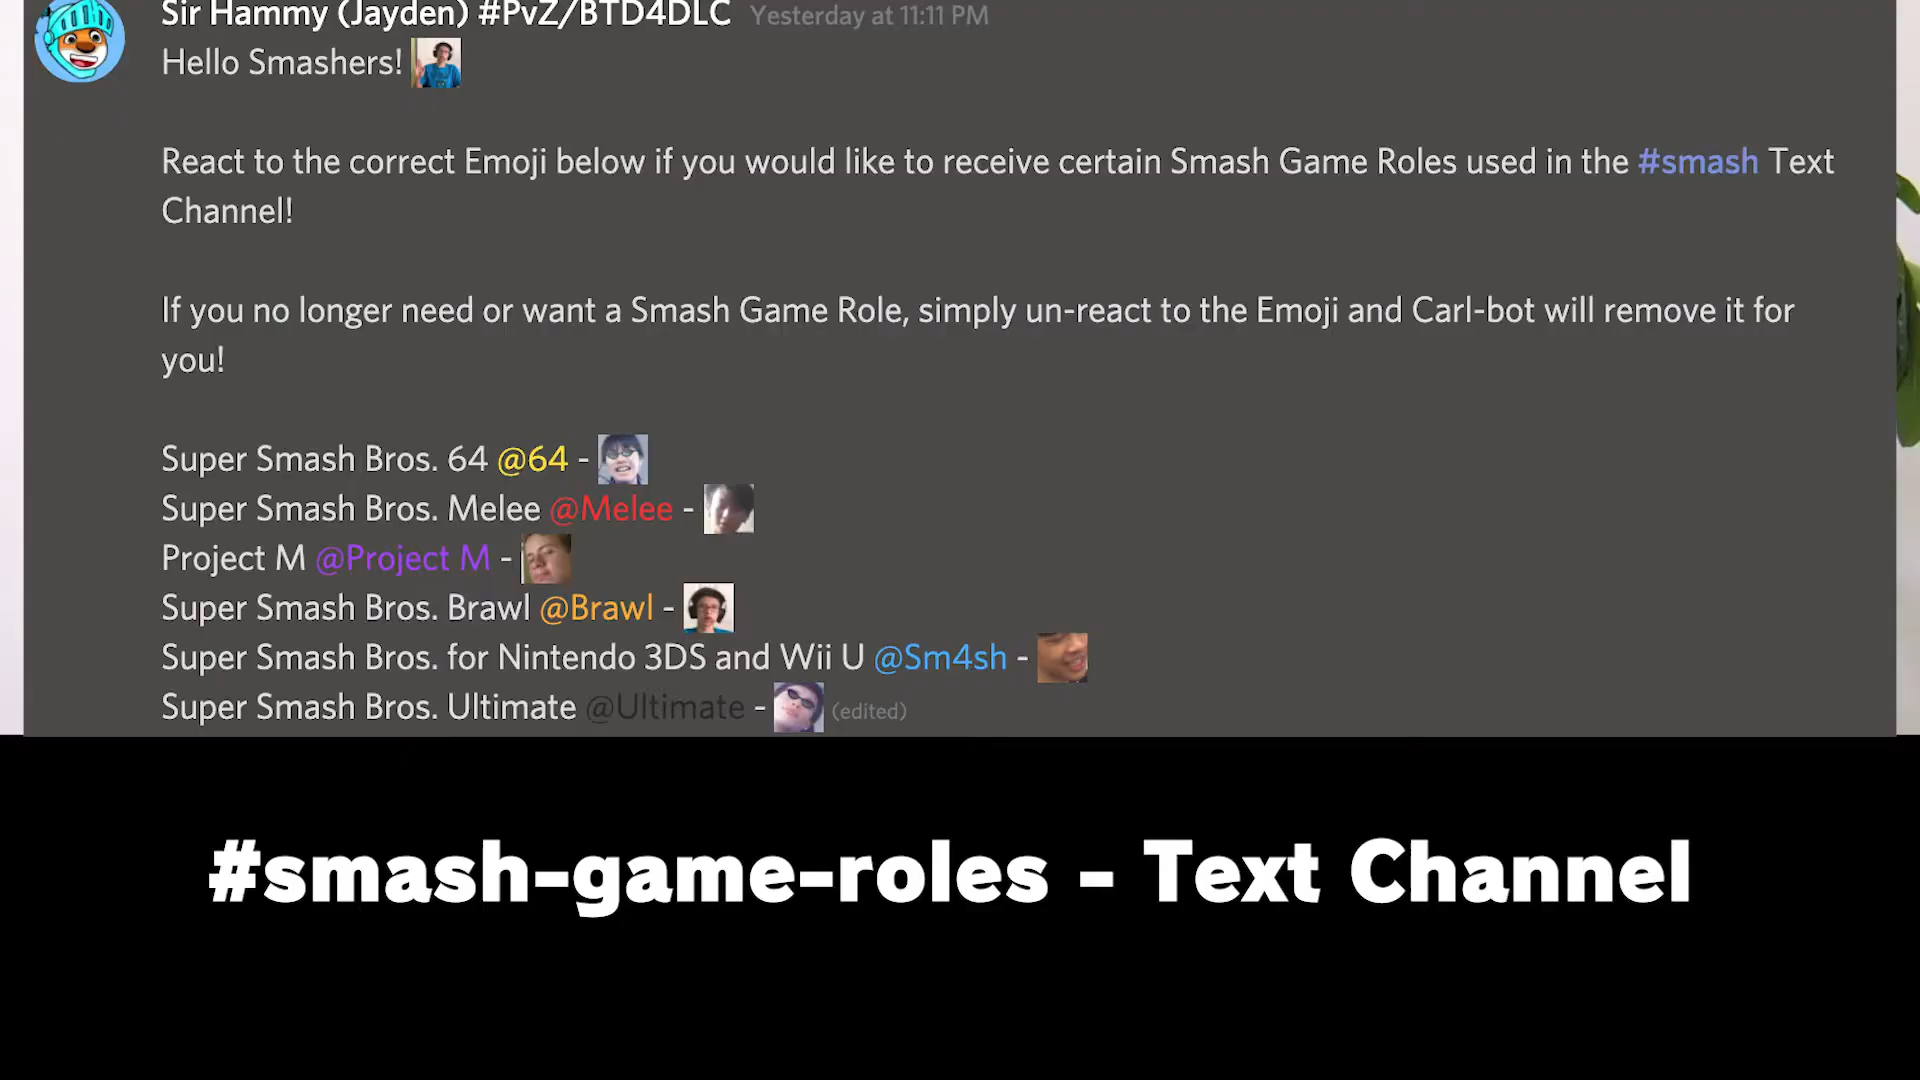 Sir Hammy (Jayden) #PvZ/BTD4DLC Yesterday at 11:11 PM
Hello Smashers!
React to the correct Emoji below if you would like to receive certain Smash Game Roles used in the #smash Text
Channel!
If you no longer need or want a Smash Game Role, simply un-react to the Emoji and Carl-bot will remove it for
you!
Super Smash Bros. 64 @64 -
Super Smash Bros. Melee @Melee -
Project M @Project M -
Super Smash Bros. Brawl @Brawl -
Super Smash Bros. for Nintendo 3DS and Wii U @Sm4sh -
Super Smash Bros. Ultimate @Ultimate - (edited)
#smash-game-roles - Text Channel